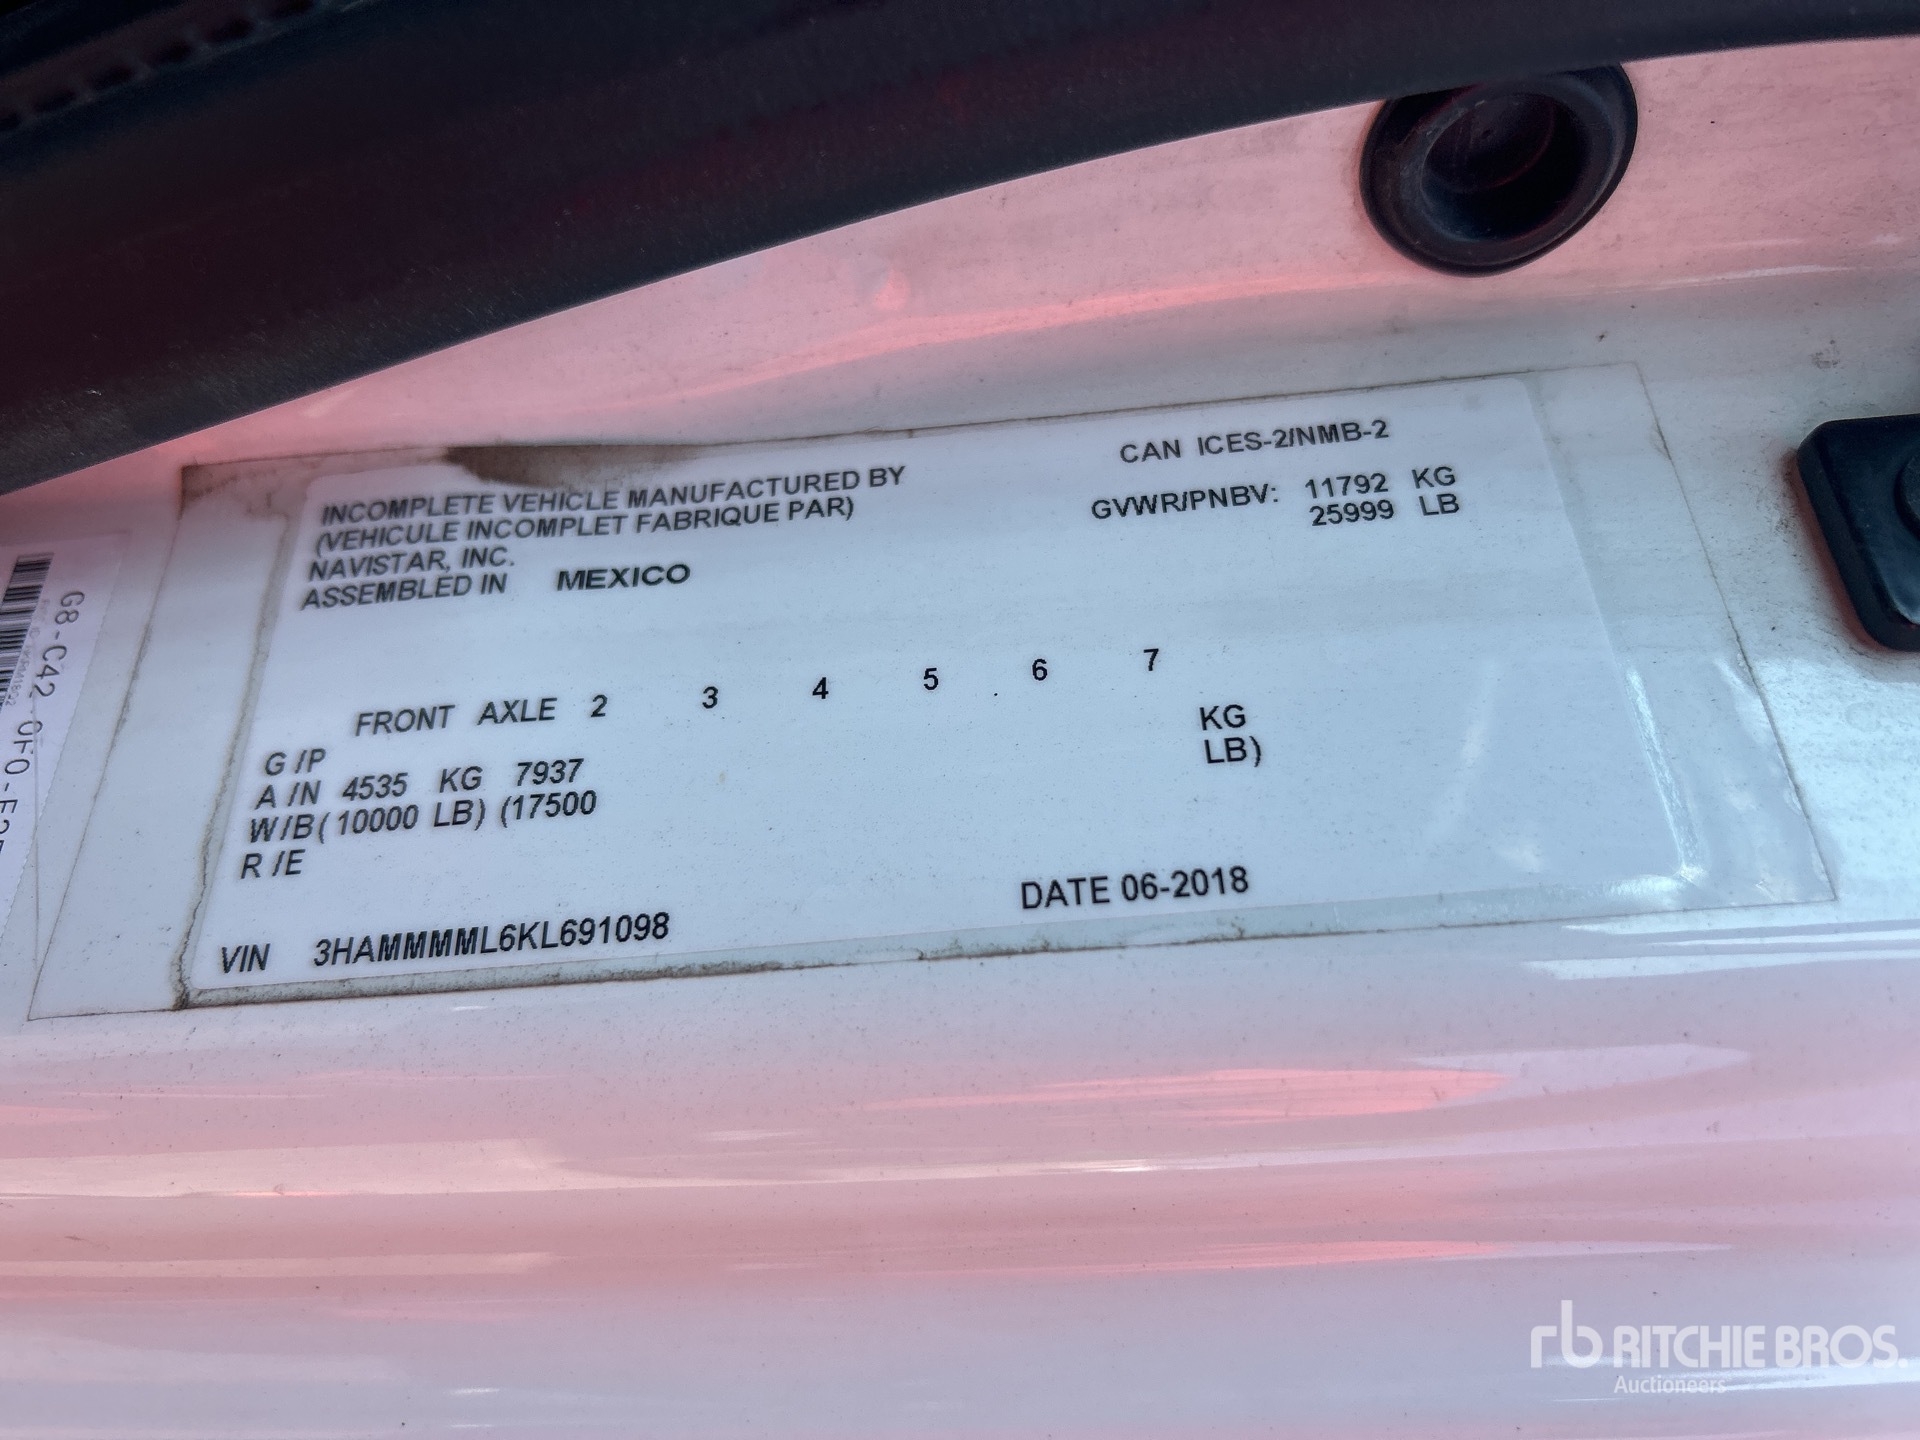 INCOMPLETE VEHICLE MANUFACTURED BY
(VEHICULE INCOMPLET FABRIQUE PAR)
NAVISTAR, INC.
ASSEMBLED IN MEXICO
CAN ICES-2/NMB-2
GVWR/PNBV: 11792 KG
25999 LB
FRONT AXLE 2 3 4 5 6 7
G /P
A /N 4535 KG 7937 KG
W/B( 10000 LB) (17500 LB)
R /E
VIN 3HAMMMML6KL691098
DATE 06-2018
G8-C42
rb RITCHIE BROS.
Auctioneers